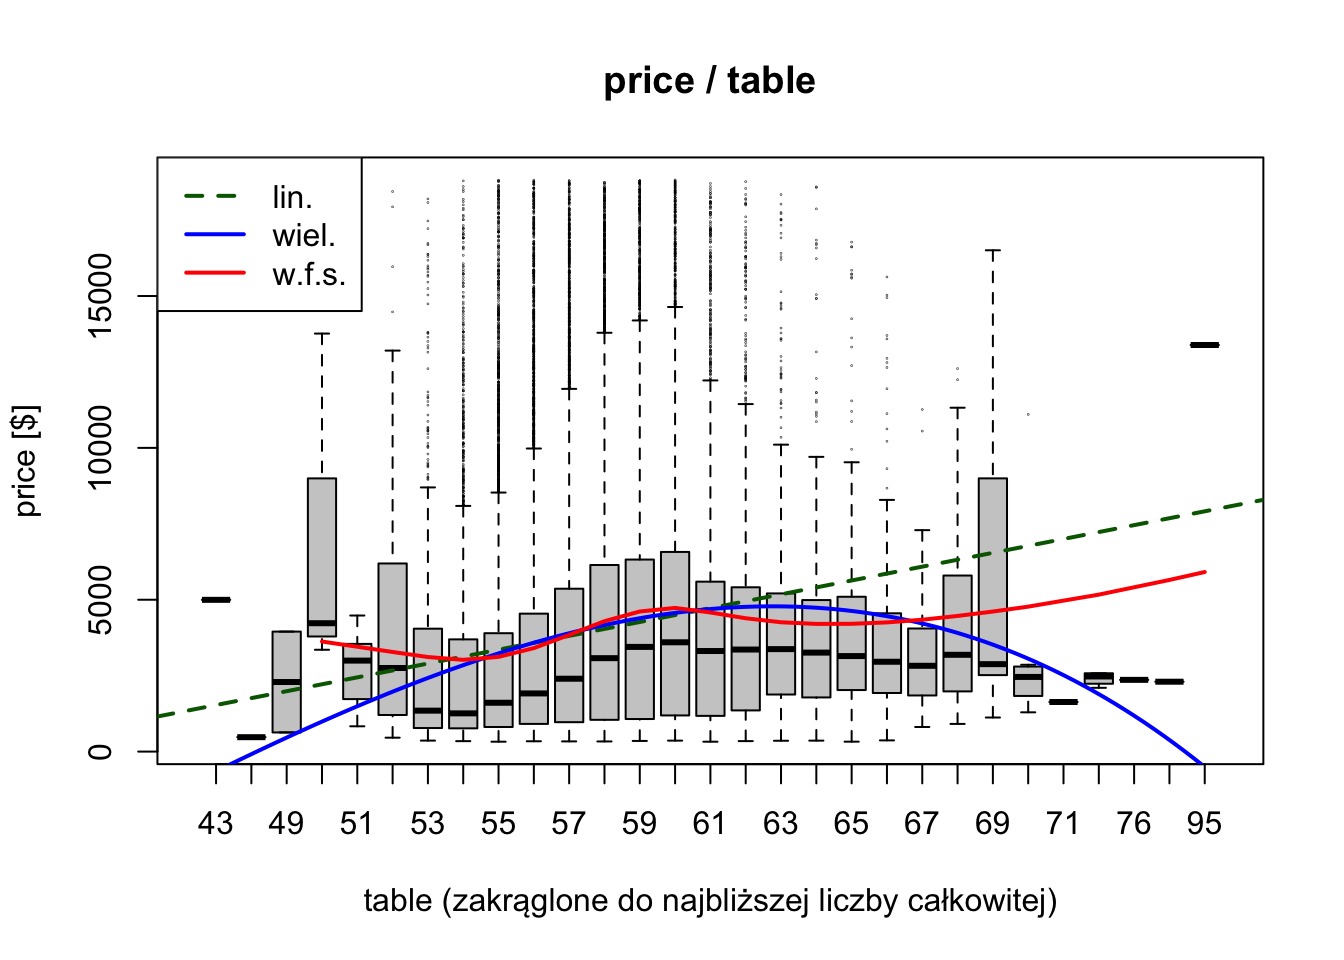 price / table
lin.
wiel.
w.f.s.
price [$]
15000
10000
5000
0
43 49 51 53 55 57 59 61 63 65 67 69 71 76 95
table (zakrąglone do najbliższej liczby całkowitej)